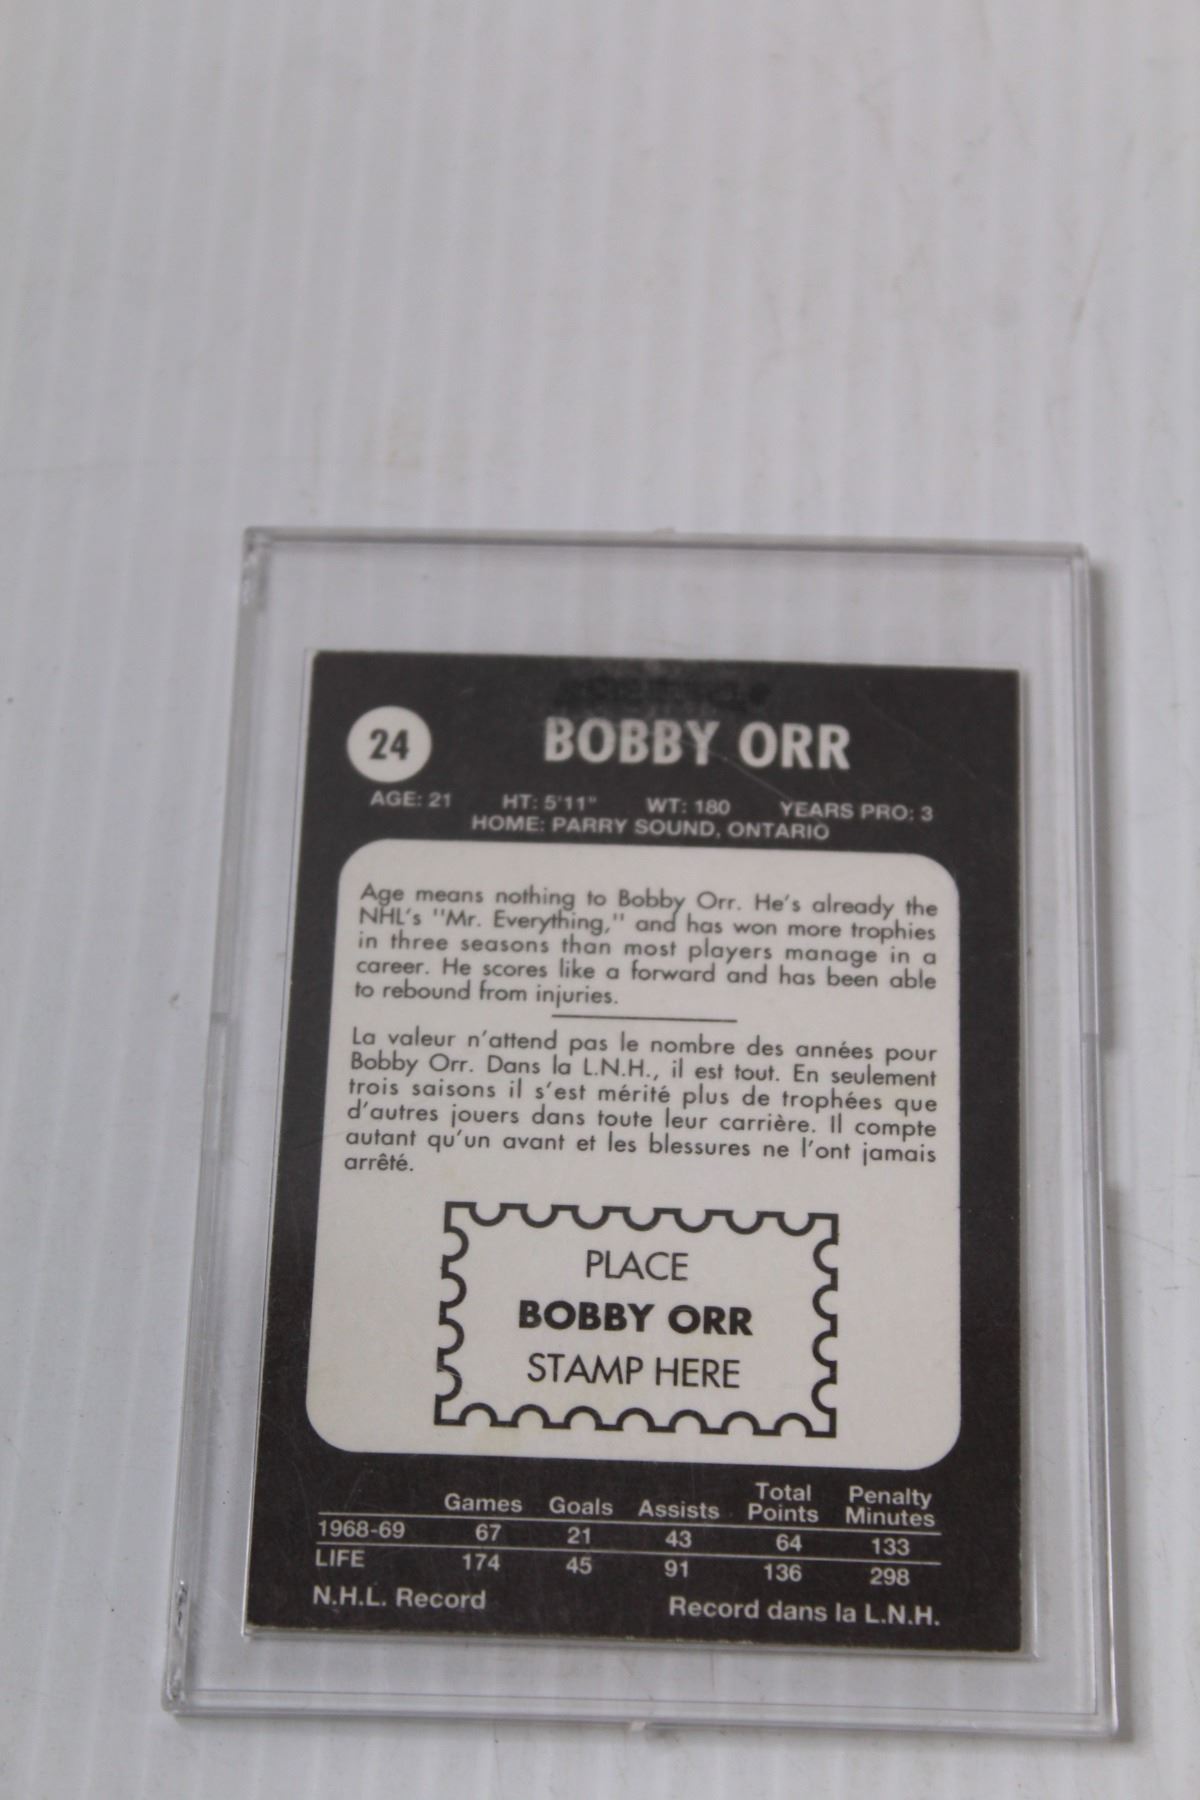 24
BOBBY ORR
AGE: 21 HT: 5'11" WT: 180 YEARS PRO: 3
HOME: PARRY SOUND, ONTARIO
Age means nothing to Bobby Orr. He's already the
NHL's "Mr. Everything," and has won more trophies
in three seasons than most players manage in a
career. He scores like a forward and has been able
to rebound from injuries.
La valeur n'attend pas le nombre des années pour
Bobby Orr. Dans la L.N.H., il est tout. En seulement
trois saisons il s'est mérité plus de trophées que
d'autres jouers dans toute leur carrière. Il compte
autant qu'un avant et les blessures ne l'ont jamais
arrêté.
PLACE
BOBBY ORR
STAMP HERE
Total Penalty
Games Goals Assists Points Minutes
1968-69 67 21 43 64 133
LIFE 174 45 91 136 298
N.H.L. Record Record dans la L.N.H.